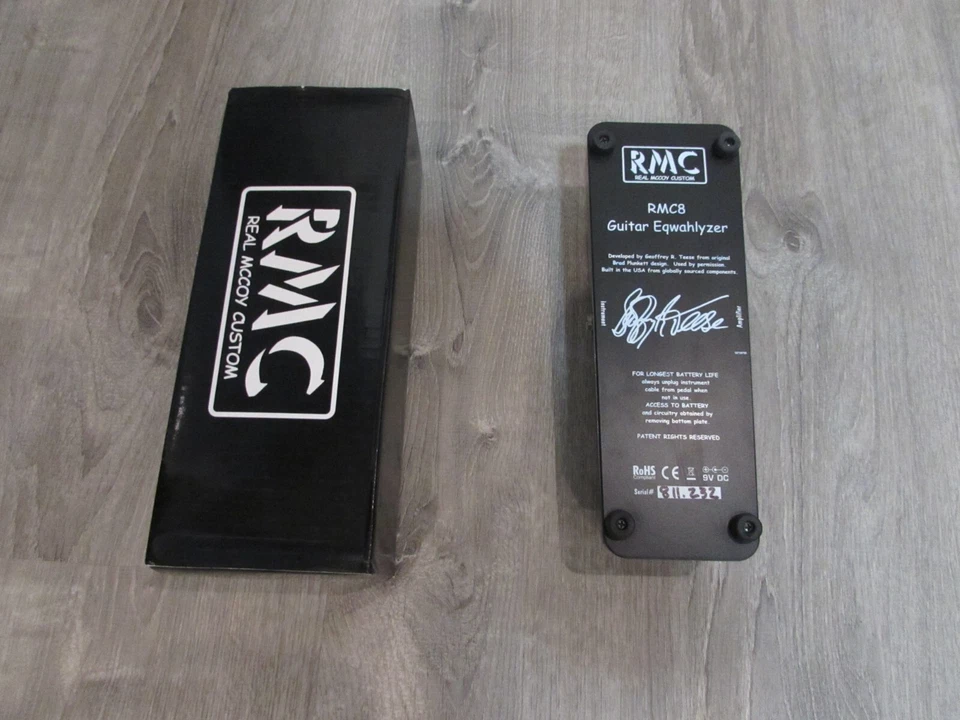 RMC
REAL MCCOY CUSTOM
RMC
REAL MCCOY CUSTOM
RMC8
Guitar Eqwahlyzer
Developed by Geoffrey R. Teese from original
Brad Plunkett design. Used by permission.
Built in the USA from globally sourced components.
Instrument
Amplifier
FOR LONGEST BATTERY LIFE
always unplug instrument
cable from pedal when
not in use.
ACCESS TO BATTERY
and circuitry obtained by
removing bottom plate.
PATENT RIGHTS RESERVED
RoHS
Compliant
CE
9V DC
Serial# 811.232